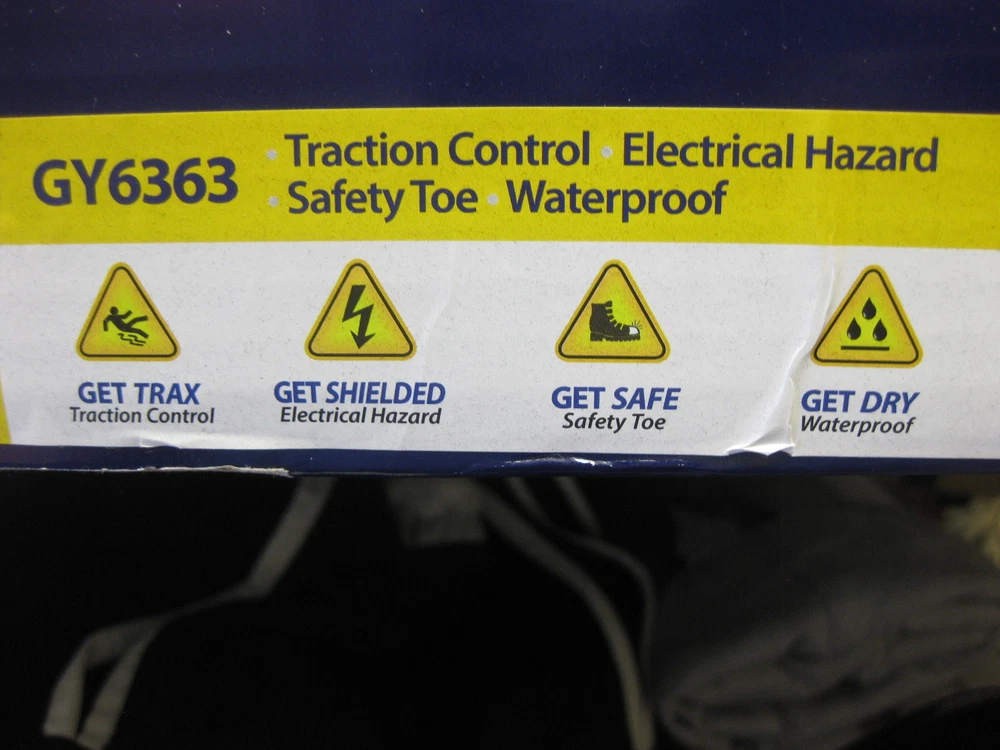 GY6363
• Traction Control • Electrical Hazard
• Safety Toe • Waterproof
GET TRAX
Traction Control
GET SHIELDED
Electrical Hazard
GET SAFE
Safety Toe
GET DRY
Waterproof